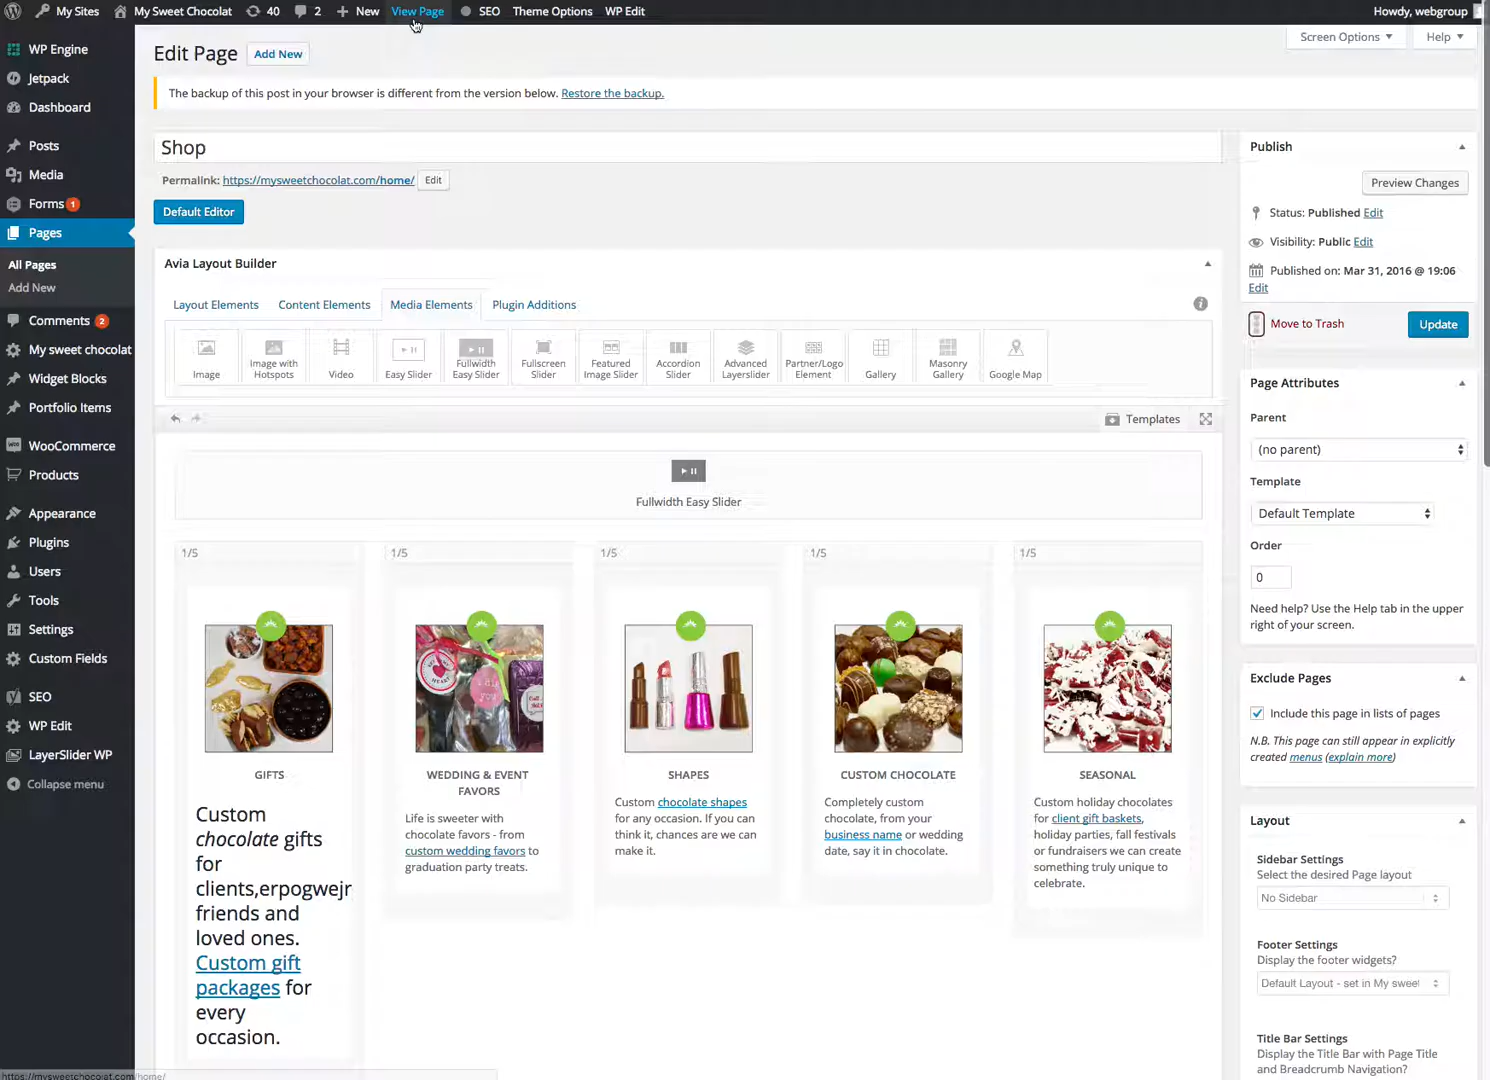 My Sites My Sweet Chocolat 40 2 New View Page SEO Theme Options WP Edit Howdy, webgroup
WP Engine
Jetpack
Dashboard
Posts
Media
Forms 1
Pages
All Pages
Add New
Comments 2
My sweet chocolat
Widget Blocks
Portfolio Items
WooCommerce
Products
Appearance
Plugins
Users
Tools
Settings
Custom Fields
SEO
WP Edit
LayerSlider WP
Collapse menu
Screen Options Help
Edit Page Add New
The backup of this post in your browser is different from the version below. Restore the backup.
Shop
Permalink: https://mysweetchocolat.com/home/ Edit
Default Editor
Avia Layout Builder
Layout Elements Content Elements Media Elements Plugin Additions
Image
Image with
Hotspots
Video
Easy Slider
Fullwidth
Easy Slider
Fullscreen
Slider
Featured
Image Slider
Accordion
Slider
Advanced
Layerslider
Partner/Logo
Element
Gallery
Masonry
Gallery
Google Map
Templates
Fullwidth Easy Slider
1/5
GIFTS
Custom
chocolate gifts
for
clients,erpogwejr
friends and
loved ones.
Custom gift
packages for
every
occasion.
1/5
WEDDING & EVENT
FAVORS
Life is sweeter with
chocolate favors - from
custom wedding favors to
graduation party treats.
1/5
SHAPES
Custom chocolate shapes
for any occasion. If you can
think it, chances are we can
make it.
1/5
CUSTOM CHOCOLATE
Completely custom
chocolate, from your
business name or wedding
date, say it in chocolate.
1/5
SEASONAL
Custom holiday chocolates
for client gift baskets,
holiday parties, fall festivals
or fundraisers we can create
something truly unique to
celebrate.
Publish
Preview Changes
Status: Published Edit
Visibility: Public Edit
Published on: Mar 31, 2016 @ 19:06
Edit
Move to Trash Update
Page Attributes
Parent
(no parent)
Template
Default Template
Order
0
Need help? Use the Help tab in the upper
right of your screen.
Exclude Pages
Include this page in lists of pages
N.B. This page can still appear in explicitly
created menus (explain more)
Layout
Sidebar Settings
Select the desired Page layout
No Sidebar
Footer Settings
Display the footer widgets?
Default Layout - set in My sweet
Title Bar Settings
Display the Title Bar with Page Title
and Breadcrumb Navigation?
https://mysweetchocolat.com/home/